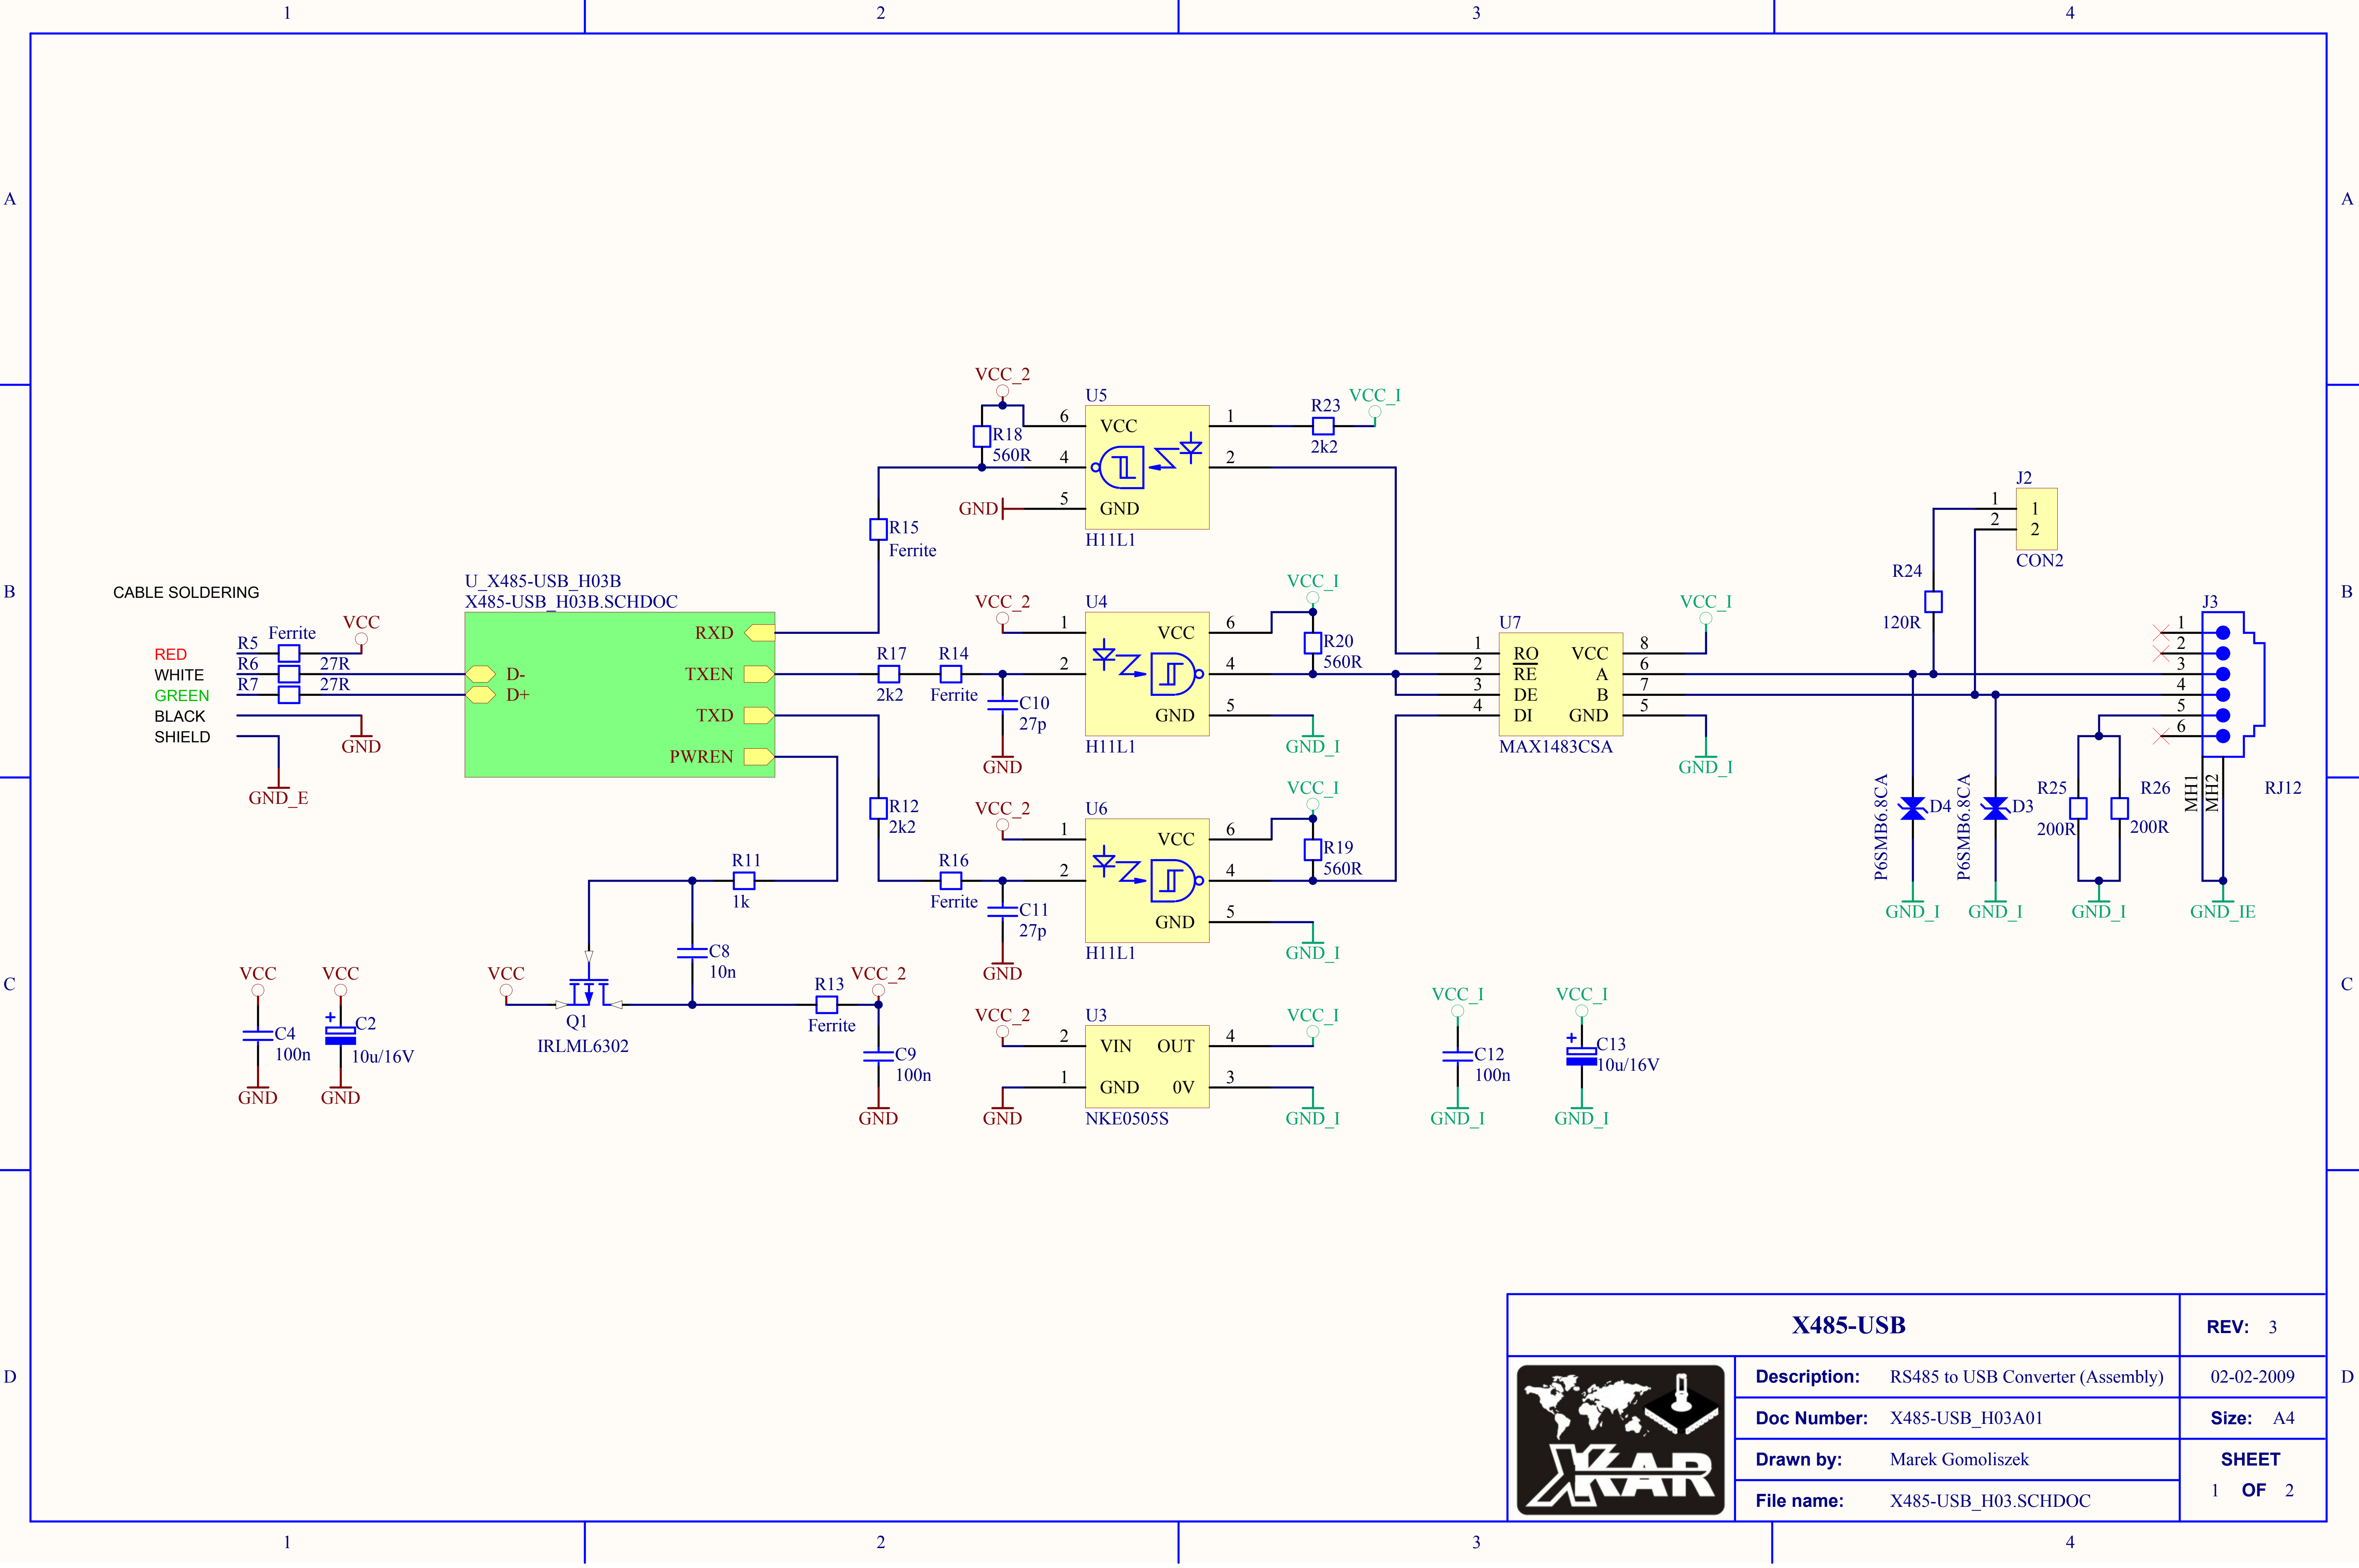 1 2 3 4
A A
VCC_2
U5
6 VCC
R18
560R
4
GND 5 GND
H11L1
1 R23 VCC_I
2k2
2
R15
Ferrite
J2
1 1
2 2
CON2
R24
120R
B B
CABLE SOLDERING
RED R5 Ferrite VCC
WHITE R6 27R
GREEN R7 27R
BLACK
SHIELD
GND
GND_E
U_X485-USB_H03B
X485-USB_H03B.SCHDOC
RXD
D- TXEN
D+
TXD
PWREN
R17 R14
2k2 Ferrite
C10
27p
GND
VCC_2
U4
1 VCC 6
2 4
GND 5
H11L1
VCC_I
R20
560R
GND_I
U7
1 RO VCC 8
2 RE A 6
3 DE B 7
4 DI GND 5
MAX1483CSA
VCC_I
GND_I
J3
1
2
3
4
5
6
MH1
MH2
RJ12
P6SMB6.8CA D4
P6SMB6.8CA D3
R25 R26
200R 200R
GND_I GND_I GND_I GND_IE
R12
2k2
R16
Ferrite
C11
27p
GND
VCC_2
U6
1 VCC 6
2 4
GND 5
H11L1
VCC_I
R19
560R
GND_I
R11
1k
C8
10n
C C
VCC VCC
C4 C2
100n 10u/16V
GND GND
VCC
Q1
IRLML6302
R13 VCC_2
Ferrite
C9
100n
GND
VCC_2
U3
2 VIN OUT 4
1 GND 0V 3
NKE0505S
GND
VCC_I
GND_I
VCC_I VCC_I
C12 C13
100n 10u/16V
GND_I GND_I
D D
X485-USB REV: 3
Description: RS485 to USB Converter (Assembly) 02-02-2009
Doc Number: X485-USB_H03A01 Size: A4
Drawn by: Marek Gomoliszek SHEET
File name: X485-USB_H03.SCHDOC 1 OF 2
XKAR
1 2 3 4